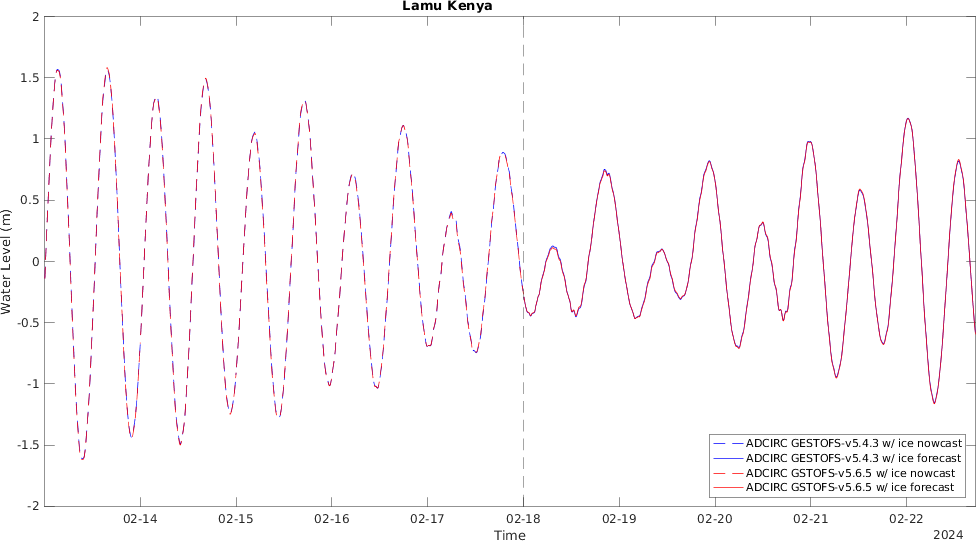 Lamu Kenya
2
1.5
1
0.5
0
-0.5
-1
-1.5
-2
Water Level (m)
02-14 02-15 02-16 02-17 02-18 02-19 02-20 02-21 02-22
Time
2024
ADCIRC GESTOFS-v5.4.3 w/ ice nowcast
ADCIRC GESTOFS-v5.4.3 w/ ice forecast
ADCIRC GSTOFS-v5.6.5 w/ ice nowcast
ADCIRC GSTOFS-v5.6.5 w/ ice forecast